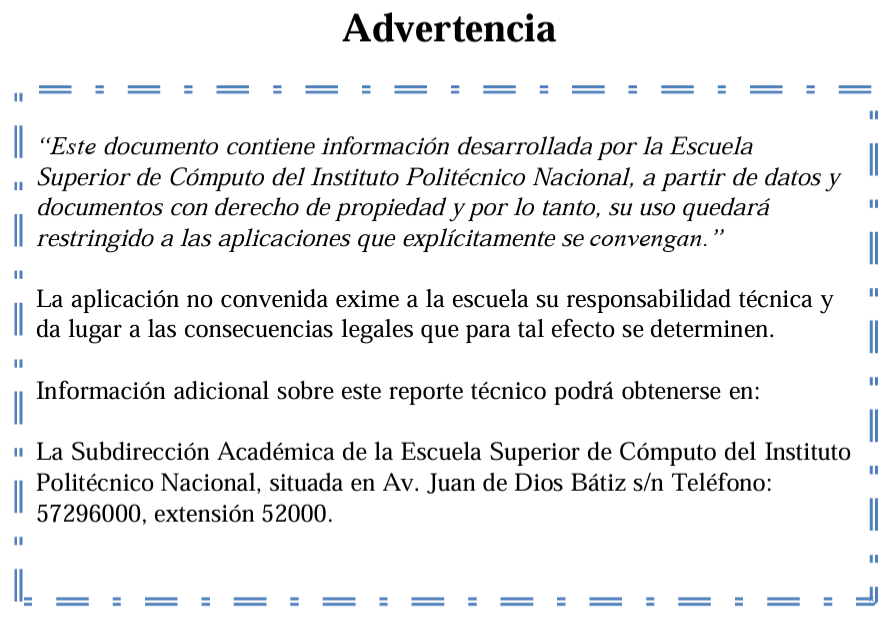 Advertencia
“Este documento contiene información desarrollada por la Escuela
Superior de Cómputo del Instituto Politécnico Nacional, a partir de datos y
documentos con derecho de propiedad y por lo tanto, su uso quedará
restringido a las aplicaciones que explícitamente se convengan.”
La aplicación no convenida exime a la escuela su responsabilidad técnica y
da lugar a las consecuencias legales que para tal efecto se determinen.
Información adicional sobre este reporte técnico podrá obtenerse en:
La Subdirección Académica de la Escuela Superior de Cómputo del Instituto
Politécnico Nacional, situada en Av. Juan de Dios Bátiz s/n Teléfono:
57296000, extensión 52000.